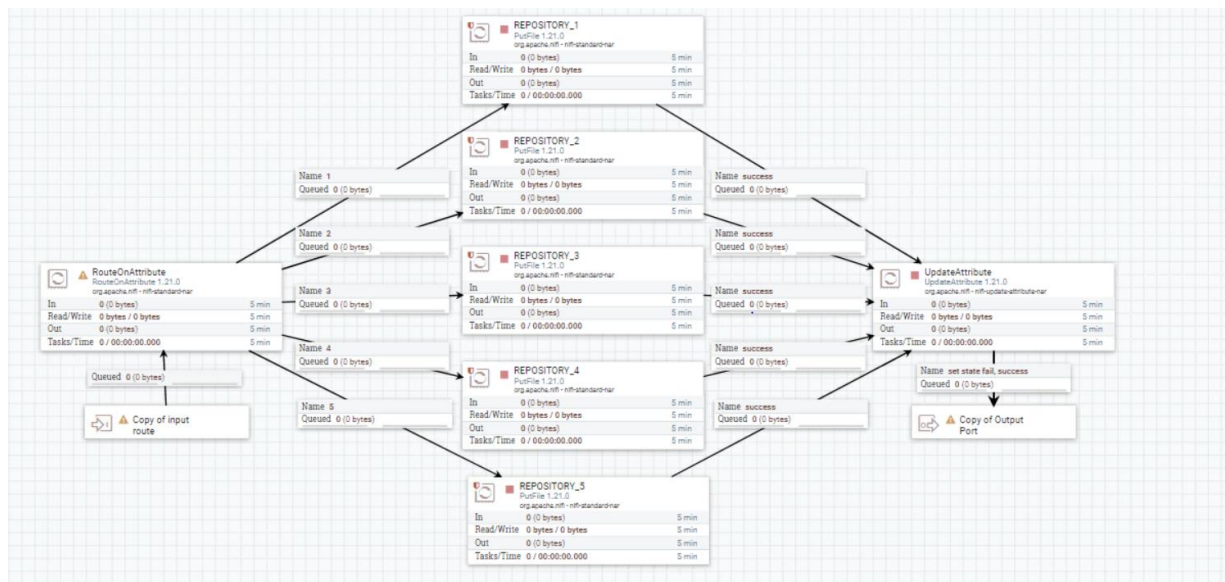 REPOSITORY_1
PutFile 1.21.0
org.apache.nifi - nifi-standard-nar
In 0 (0 bytes) 5 min
Read/Write 0 bytes / 0 bytes 5 min
Out 0 (0 bytes) 5 min
Tasks/Time 0 / 00:00:00.000 5 min
REPOSITORY_2
PutFile 1.21.0
org.apache.nifi - nifi-standard-nar
In 0 (0 bytes) 5 min
Read/Write 0 bytes / 0 bytes 5 min
Out 0 (0 bytes) 5 min
Tasks/Time 0 / 00:00:00.000 5 min
Name 1
Queued 0 (0 bytes)
Name success
Queued 0 (0 bytes)
Name 2
Queued 0 (0 bytes)
Name success
Queued 0 (0 bytes)
REPOSITORY_3
PutFile 1.21.0
org.apache.nifi - nifi-standard-nar
In 0 (0 bytes) 5 min
Read/Write 0 bytes / 0 bytes 5 min
Out 0 (0 bytes) 5 min
Tasks/Time 0 / 00:00:00.000 5 min
RouteOnAttribute
RouteOnAttribute 1.21.0
org.apache.nifi - nifi-standard-nar
In 0 (0 bytes) 5 min
Read/Write 0 bytes / 0 bytes 5 min
Out 0 (0 bytes) 5 min
Tasks/Time 0 / 00:00:00.000 5 min
Name 3
Queued 0 (0 bytes)
Name success
Queued 0 (0 bytes)
UpdateAttribute
UpdateAttribute 1.21.0
org.apache.nifi - nifi-update-attribute-nar
In 0 (0 bytes) 5 min
Read/Write 0 bytes / 0 bytes 5 min
Out 0 (0 bytes) 5 min
Tasks/Time 0 / 00:00:00.000 5 min
Name 4
Queued 0 (0 bytes)
Name success
Queued 0 (0 bytes)
REPOSITORY_4
PutFile 1.21.0
org.apache.nifi - nifi-standard-nar
In 0 (0 bytes) 5 min
Read/Write 0 bytes / 0 bytes 5 min
Out 0 (0 bytes) 5 min
Tasks/Time 0 / 00:00:00.000 5 min
Queued 0 (0 bytes)
Name set state fail, success
Queued 0 (0 bytes)
Copy of input
route
Name 5
Queued 0 (0 bytes)
Name success
Queued 0 (0 bytes)
Copy of Output
Port
REPOSITORY_5
PutFile 1.21.0
org.apache.nifi - nifi-standard-nar
In 0 (0 bytes) 5 min
Read/Write 0 bytes / 0 bytes 5 min
Out 0 (0 bytes) 5 min
Tasks/Time 0 / 00:00:00.000 5 min